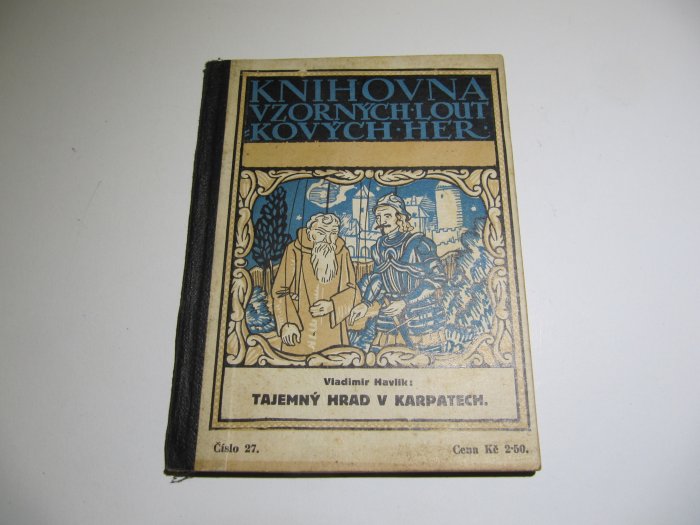 KNIHOVNA
VZORNÝCH·LOUT
KOVÝCH·HER·
Vladimír Havlík:
TAJEMNÝ HRAD V KARPATECH.
Číslo 27.
Cena Kč 2·50.